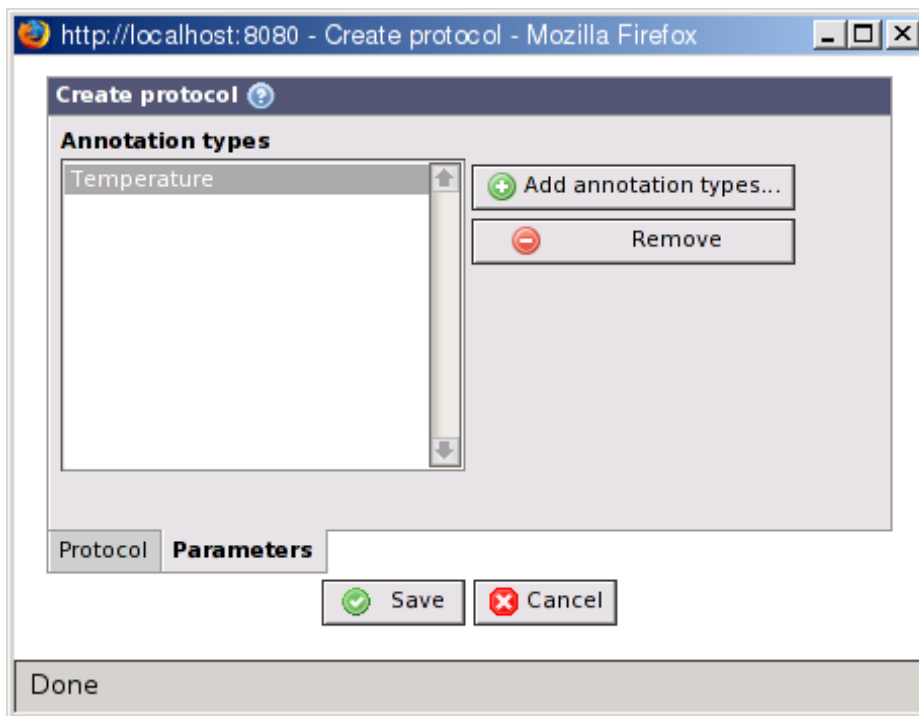 http://localhost:8080 - Create protocol - Mozilla Firefox
Create protocol ?
Annotation types
Temperature
Add annotation types...
Remove
Protocol Parameters
Save Cancel
Done